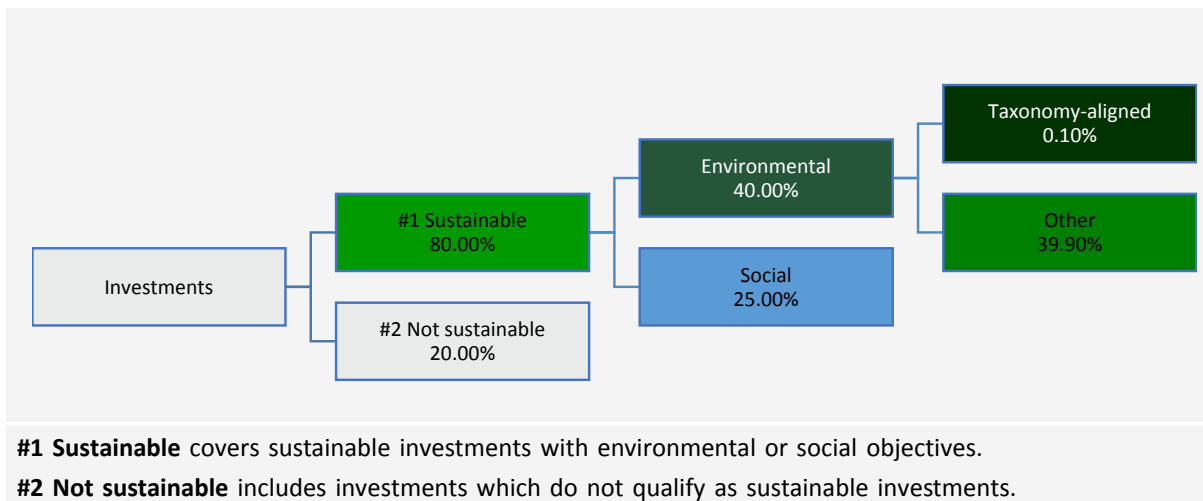 Investments
#1 Sustainable
80.00%
#2 Not sustainable
20.00%
Environmental
40.00%
Social
25.00%
Taxonomy-aligned
0.10%
Other
39.90%
#1 Sustainable covers sustainable investments with environmental or social objectives.
#2 Not sustainable includes investments which do not qualify as sustainable investments.